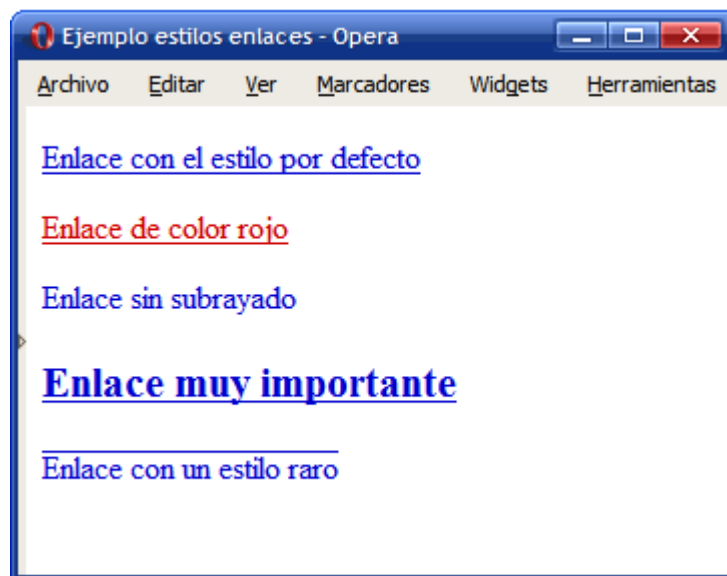 Ejemplo estilos enlaces - Opera
Archivo Editar Ver Marcadores Widgets Herramientas
Enlace con el estilo por defecto
Enlace de color rojo
Enlace sin subrayado
Enlace muy importante
Enlace con un estilo raro